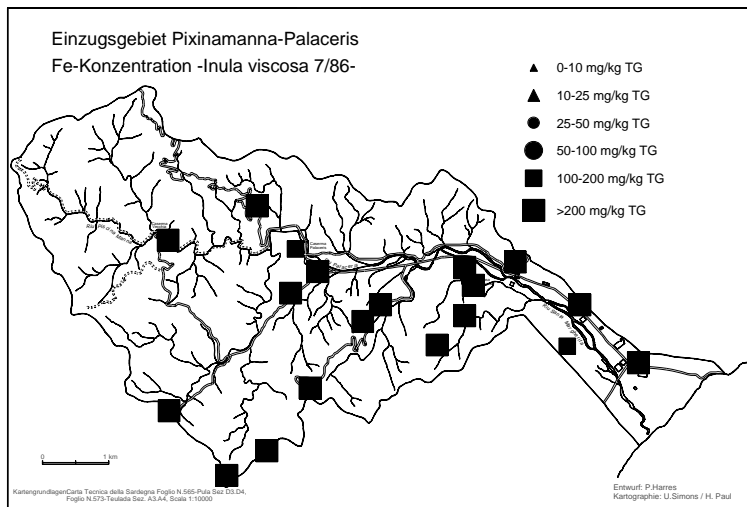 Einzugsgebiet Pixinamanna-Palaceris
Fe-Konzentration -Inula viscosa 7/86-
0-10 mg/kg TG
10-25 mg/kg TG
25-50 mg/kg TG
50-100 mg/kg TG
100-200 mg/kg TG
>200 mg/kg TG
Caserma
Caserma
Palaceris
0
1 km
KartengrundlagenCarta Tecnica della Sardegna Foglio N.565-Pula Sez D3.D4,
Foglio N.573-Teulada Sez. A3.A4, Scala 1:10000
Entwurf: P.Harres
Kartographie: U.Simons / H. Paul